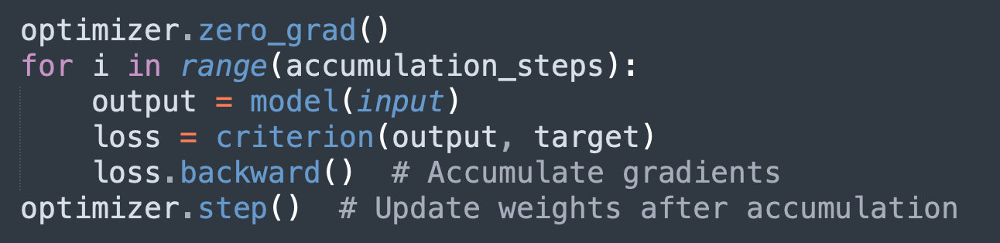 optimizer.zero_grad()
for i in range(accumulation_steps):
    output = model(input)
    loss = criterion(output, target)
    loss.backward()  # Accumulate gradients
optimizer.step()  # Update weights after accumulation